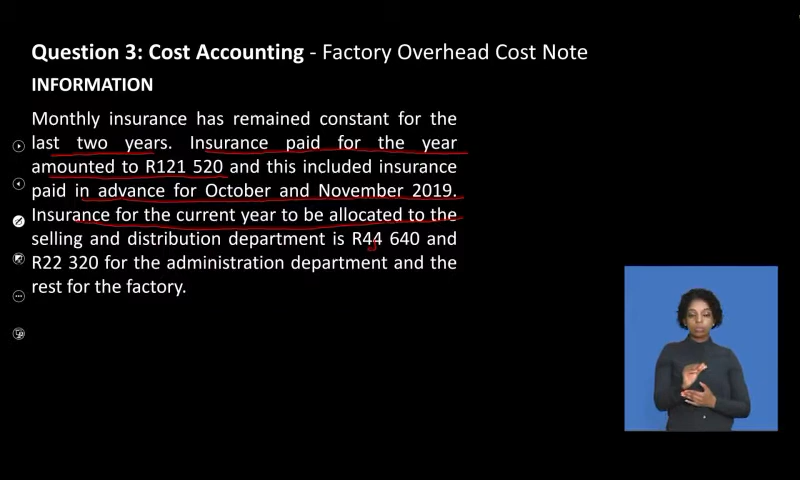 Question 3: Cost Accounting - Factory Overhead Cost Note
INFORMATION
Monthly insurance has remained constant for the
last two years. Insurance paid for the year
amounted to R121 520 and this included insurance
paid in advance for October and November 2019.
Insurance for the current year to be allocated to the
selling and distribution department is R44 640 and
R22 320 for the administration department and the
rest for the factory.